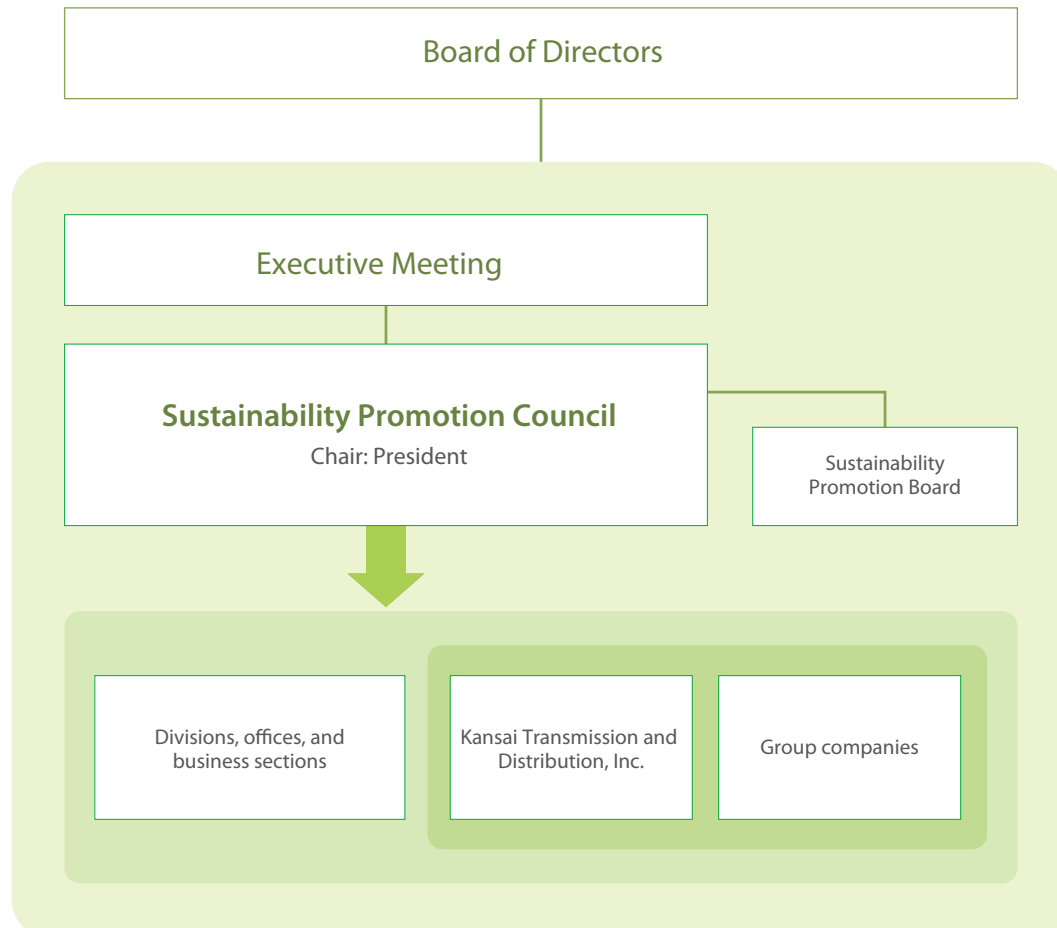 Board of Directors
Executive Meeting
Sustainability Promotion Council
Chair: President
Sustainability
Promotion Board
Divisions, offices, and
business sections
Kansai Transmission and
Distribution, Inc.
Group companies